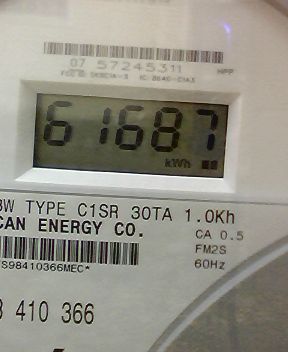 07 57245311
HPP
61687
kWh
3W TYPE C1SR 30TA 1.0Kh
CAN ENERGY CO.
CA 0.5
FM2S
60Hz
S98410366MEC*
410 366